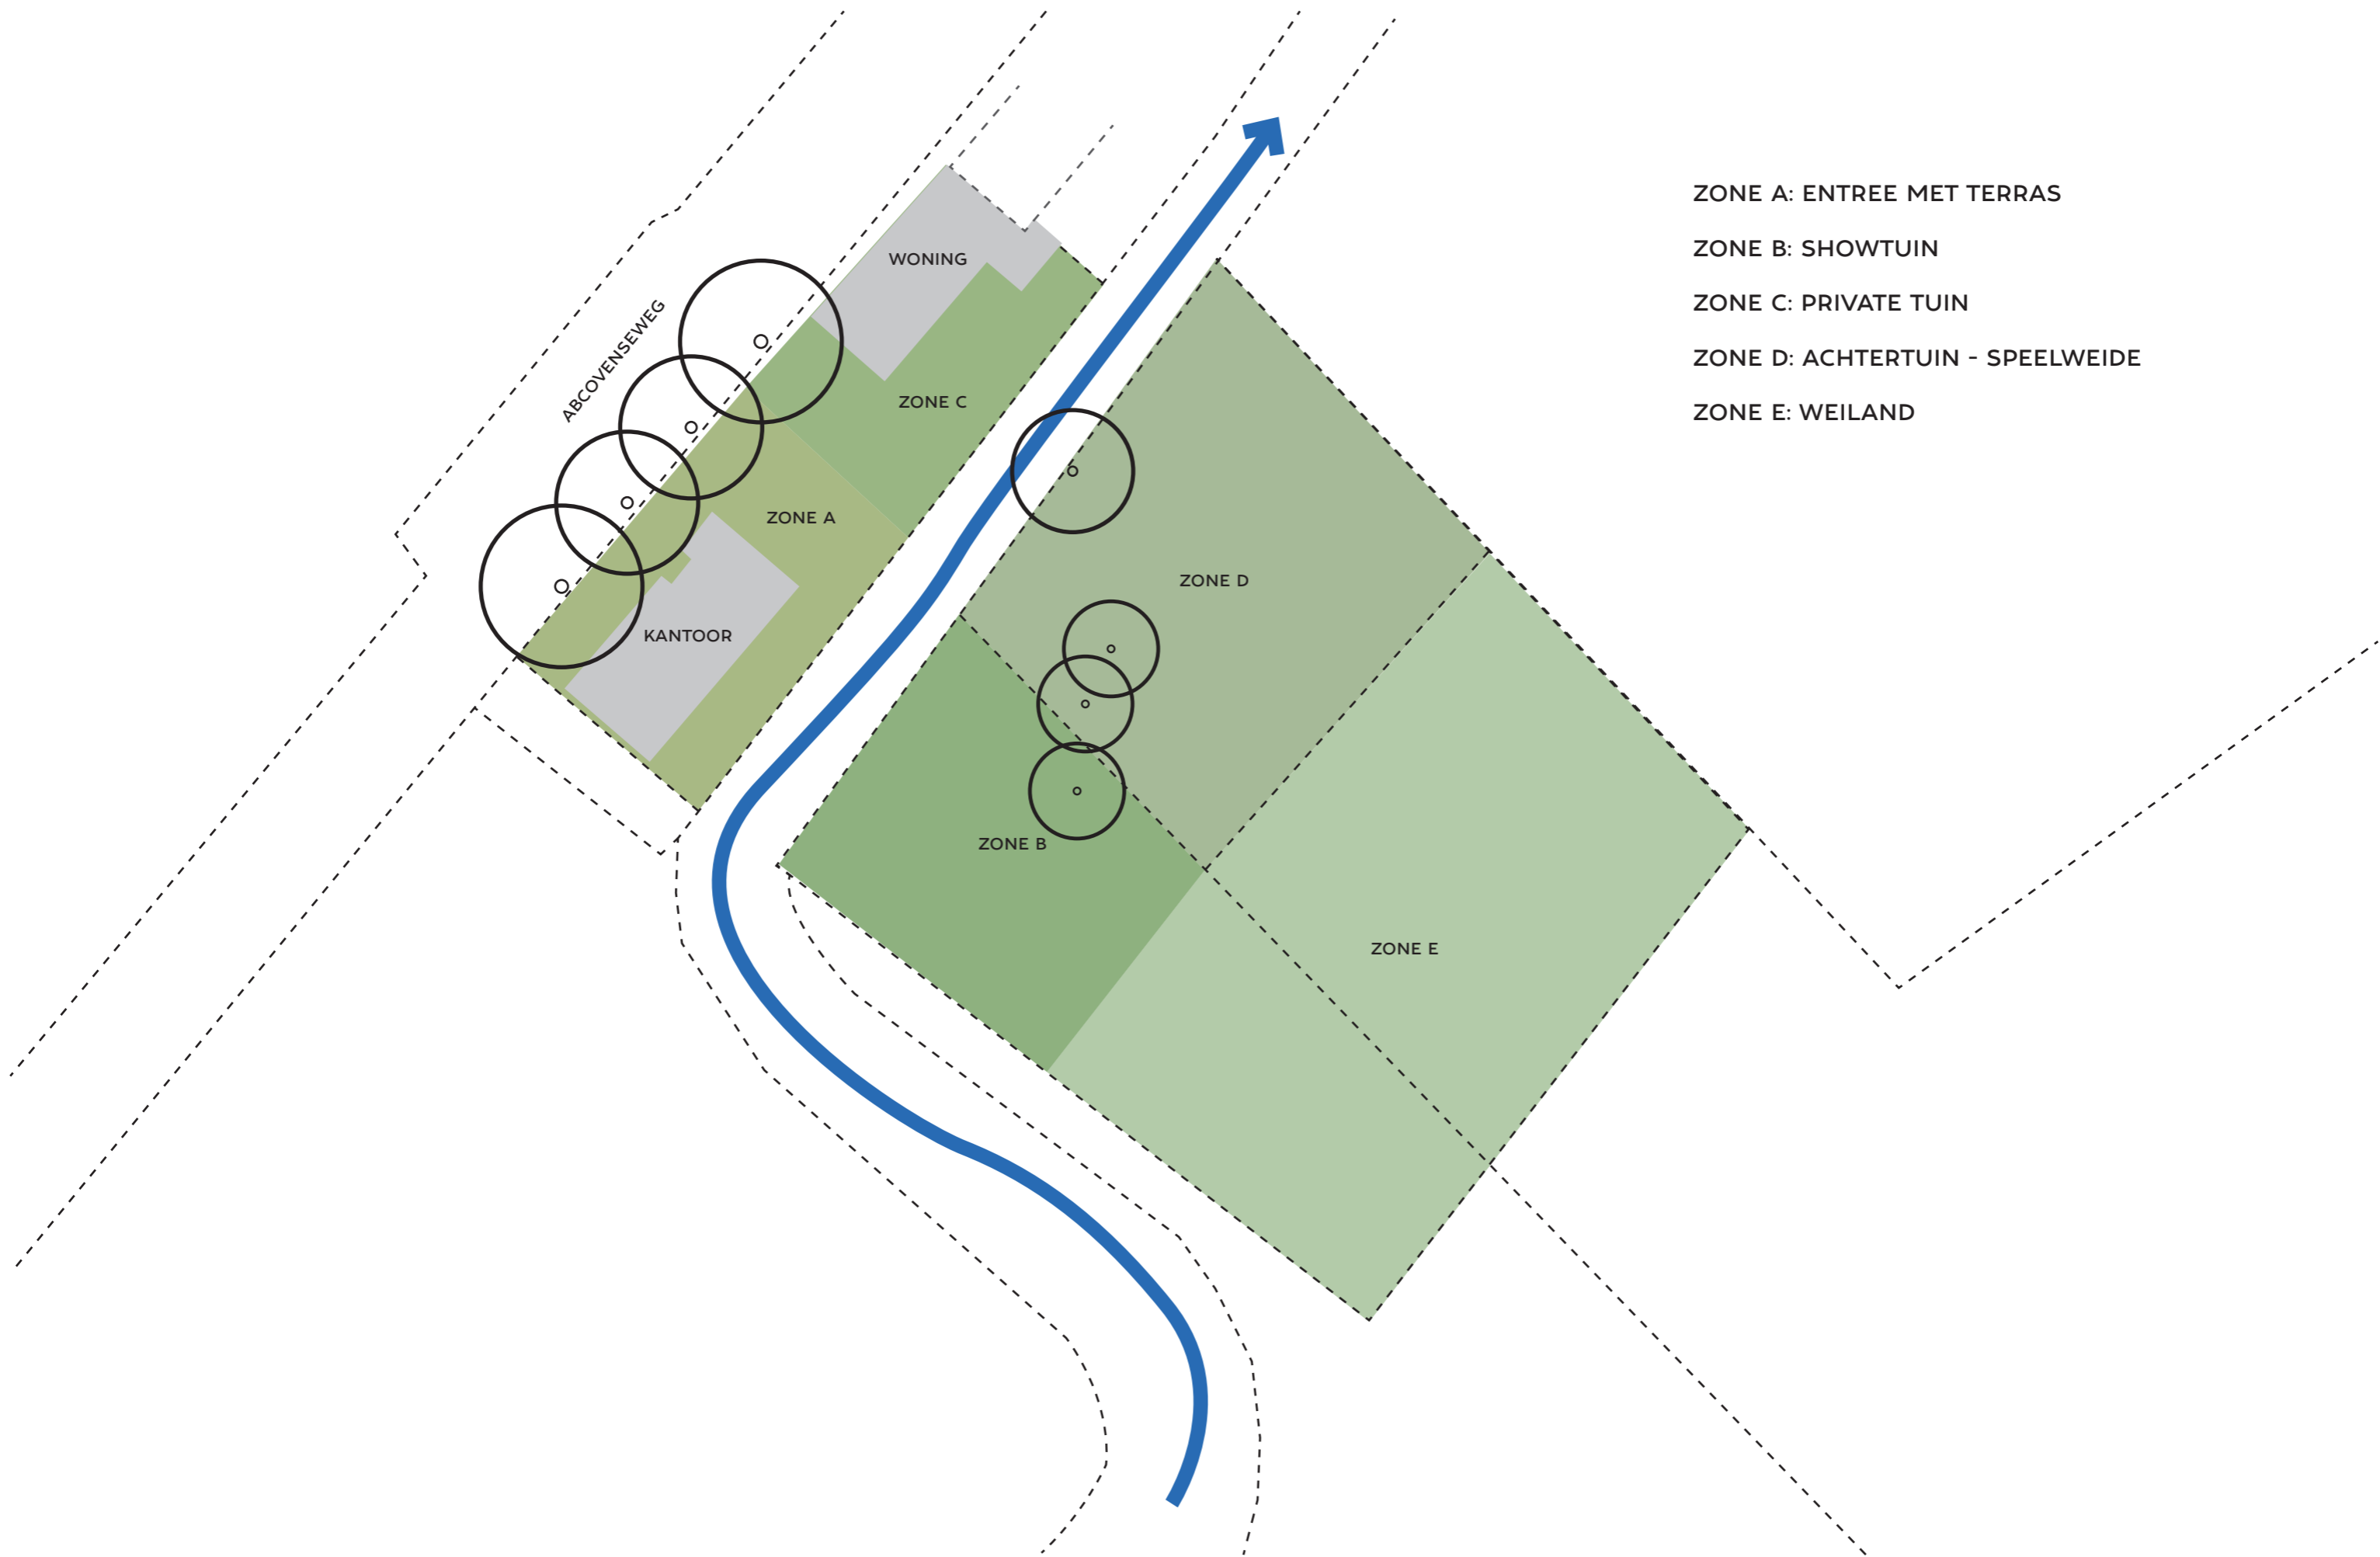 ZONE A: ENTREE MET TERRAS
ZONE B: SHOWTUIN
ZONE C: PRIVATE TUIN
ZONE D: ACHTERTUIN - SPEELWEIDE
ZONE E: WEILAND
WONING
ABCOVENSEWEG
ZONE C
ZONE A
ZONE D
KANTOOR
ZONE B
ZONE E